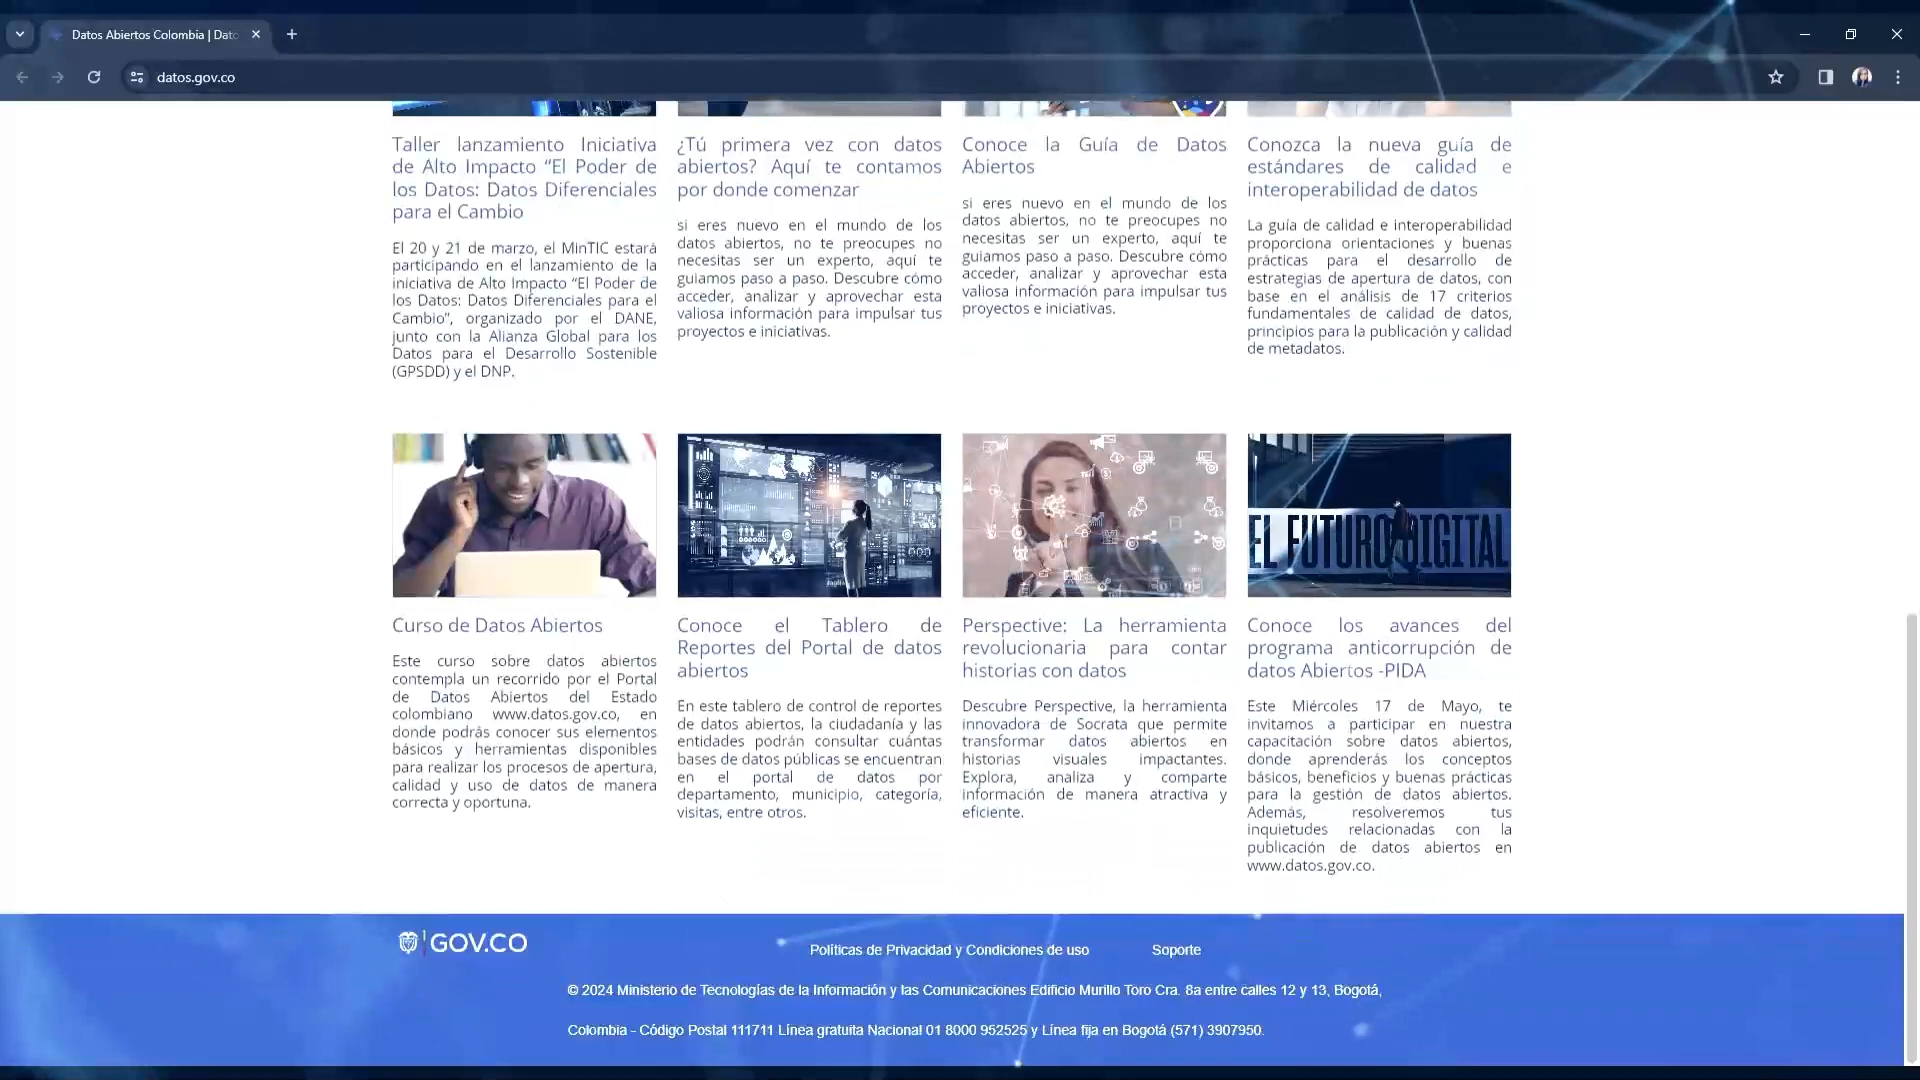 Datos Abiertos Colombia | Dato
datos.gov.co
Taller lanzamiento Iniciativa
de Alto Impacto “El Poder de
los Datos: Datos Diferenciales
para el Cambio
El 20 y 21 de marzo, el MinTIC estará
participando en el lanzamiento de la
iniciativa de Alto Impacto “El Poder de
los Datos: Datos Diferenciales para el
Cambio”, organizado por el DANE,
junto con la Alianza Global para los
Datos para el Desarrollo Sostenible
(GPSDD) y el DNP.
¿Tú primera vez con datos
abiertos? Aquí te contamos
por donde comenzar
si eres nuevo en el mundo de los
datos abiertos, no te preocupes no
necesitas ser un experto, aquí te
guiamos paso a paso. Descubre cómo
acceder, analizar y aprovechar esta
valiosa información para impulsar tus
proyectos e iniciativas.
Conoce la Guía de Datos
Abiertos
si eres nuevo en el mundo de los
datos abiertos, no te preocupes no
necesitas ser un experto, aquí te
guiamos paso a paso. Descubre cómo
acceder, analizar y aprovechar esta
valiosa información para impulsar tus
proyectos e iniciativas.
Conozca la nueva guía de
estándares de calidad e
interoperabilidad de datos
La guía de calidad e interoperabilidad
proporciona orientaciones y buenas
prácticas para el desarrollo de
estrategias de apertura de datos, con
base en el análisis de 17 criterios
fundamentales de calidad de datos,
principios para la publicación y calidad
de metadatos.
EL FUTURO DIGITAL
Curso de Datos Abiertos
Este curso sobre datos abiertos
contempla un recorrido por el Portal
de Datos Abiertos del Estado
colombiano www.datos.gov.co, en
donde podrás conocer sus elementos
básicos y herramientas disponibles
para realizar los procesos de apertura,
calidad y uso de datos de manera
correcta y oportuna.
Conoce el Tablero de
Reportes del Portal de datos
abiertos
En este tablero de control de reportes
de datos abiertos, la ciudadanía y las
entidades podrán consultar cuántas
bases de datos públicas se encuentran
en el portal de datos por
departamento, municipio, categoría,
visitas, entre otros.
Perspective: La herramienta
revolucionaria para contar
historias con datos
Descubre Perspective, la herramienta
innovadora de Socrata que permite
transformar datos abiertos en
historias visuales impactantes.
Explora, analiza y comparte
información de manera atractiva y
eficiente.
Conoce los avances del
programa anticorrupción de
datos Abiertos -PIDA
Este Miércoles 17 de Mayo, te
invitamos a participar en nuestra
capacitación sobre datos abiertos,
donde aprenderás los conceptos
básicos, beneficios y buenas prácticas
para la gestión de datos abiertos.
Además, resolveremos tus
inquietudes relacionadas con la
publicación de datos abiertos en
www.datos.gov.co.
GOV.CO
Políticas de Privacidad y Condiciones de uso
Soporte
© 2024 Ministerio de Tecnologías de la Información y las Comunicaciones Edificio Murillo Toro Cra. 8a entre calles 12 y 13, Bogotá,
Colombia - Código Postal 111711 Línea gratuita Nacional 01 8000 952525 y Línea fija en Bogotá (571) 3907950.